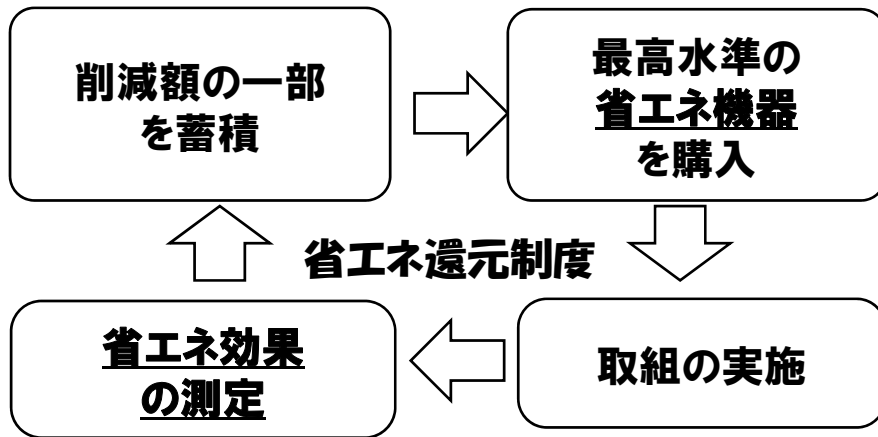 削減額の一部
を蓄積
最高水準の
省エネ機器
を購入
省エネ還元制度
省エネ効果
の測定
取組の実施